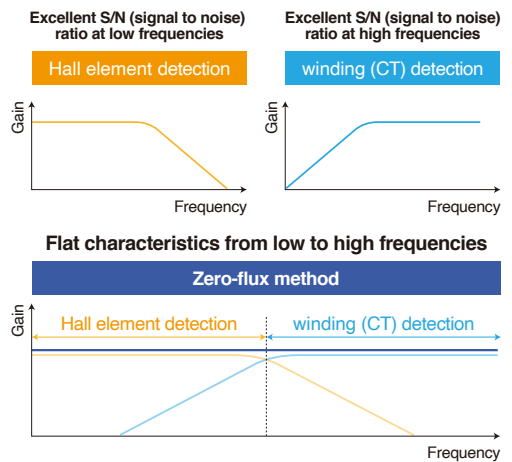 Excellent S/N (signal to noise)
ratio at low frequencies
Hall element detection
Gain
Frequency
Excellent S/N (signal to noise)
ratio at high frequencies
winding (CT) detection
Gain
Frequency
Flat characteristics from low to high frequencies
Zero-flux method
Gain
Hall element detection
winding (CT) detection
Frequency